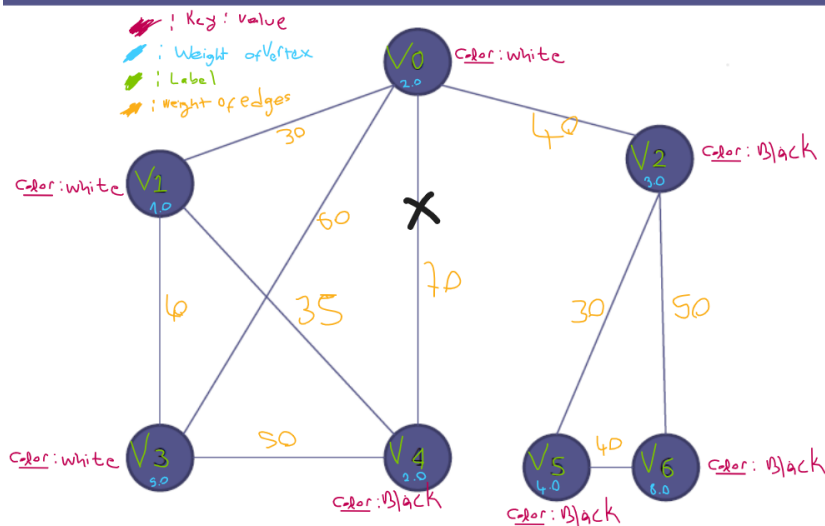 : Key : value
: Weight of Vertex
: Label
: Weight of edges
V0
2.0
Color : White
30
40
V2
3.0
Color : Black
Color : White
V1
1.0
60
X
6
35
70
30
50
Color : White
V3
5.0
50
V4
2.0
Color : Black
V5
4.0
40
V6
6.0
Color : Black
Color : Black